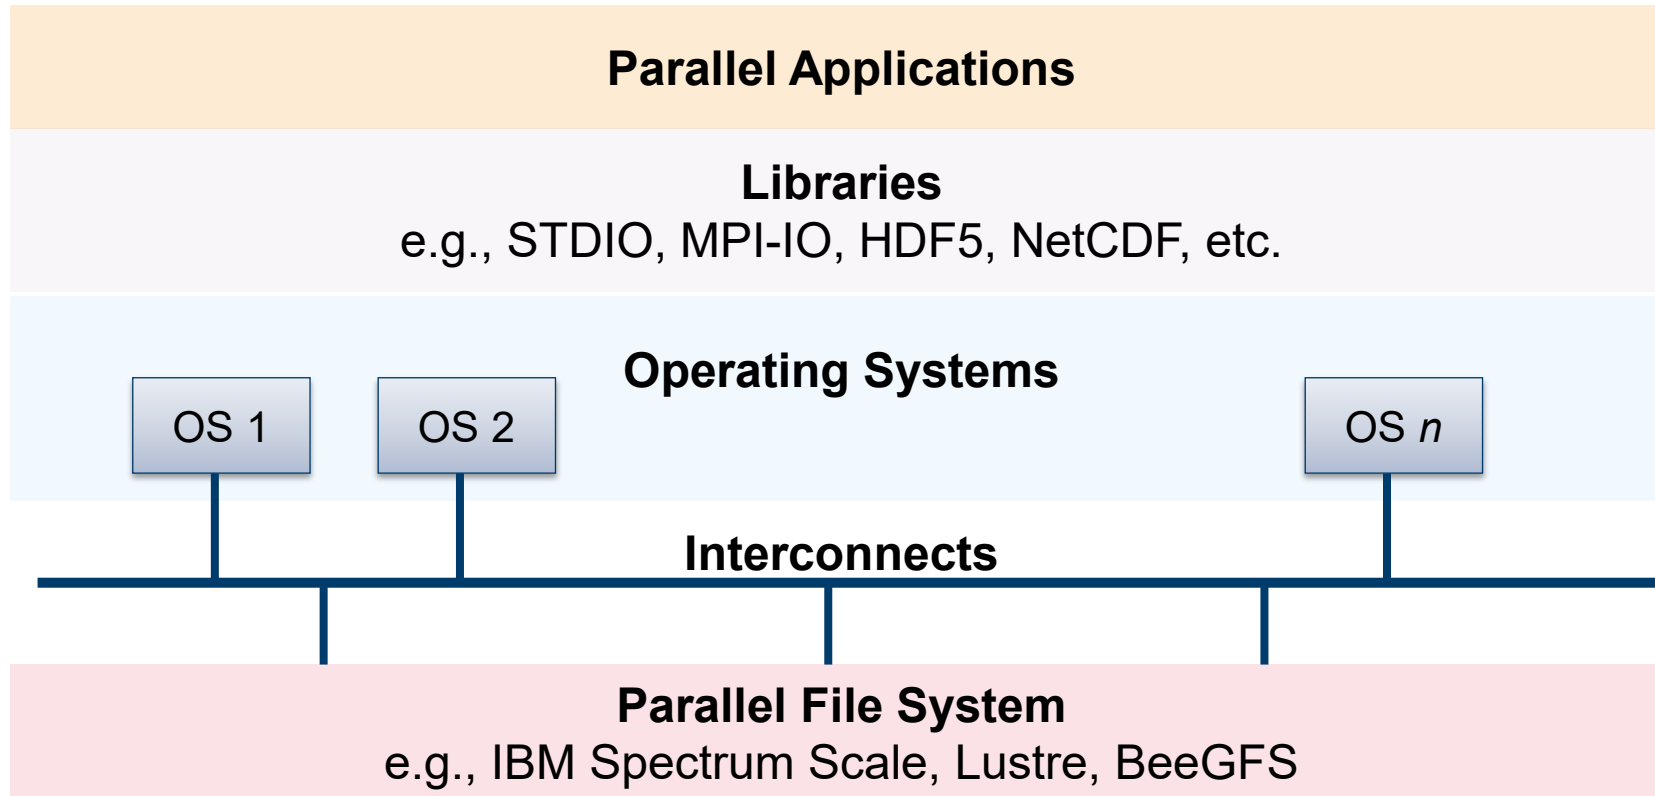 Parallel Applications
Libraries
e.g., STDIO, MPI-IO, HDF5, NetCDF, etc.
Operating Systems
OS 1
OS 2
OS n
Interconnects
Parallel File System
e.g., IBM Spectrum Scale, Lustre, BeeGFS